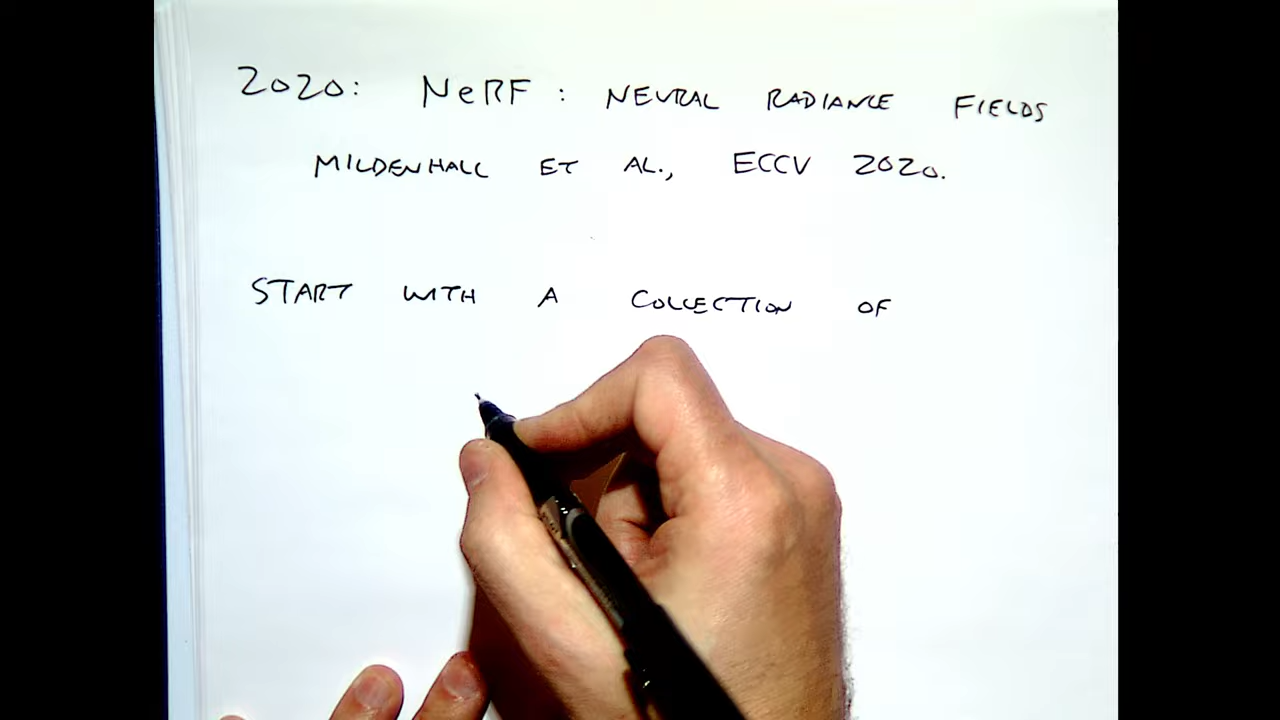 2020: NeRF: NEURAL RADIANCE FIELDS
MILDENHALL ET AL., ECCV 2020.
START WITH A COLLECTION OF